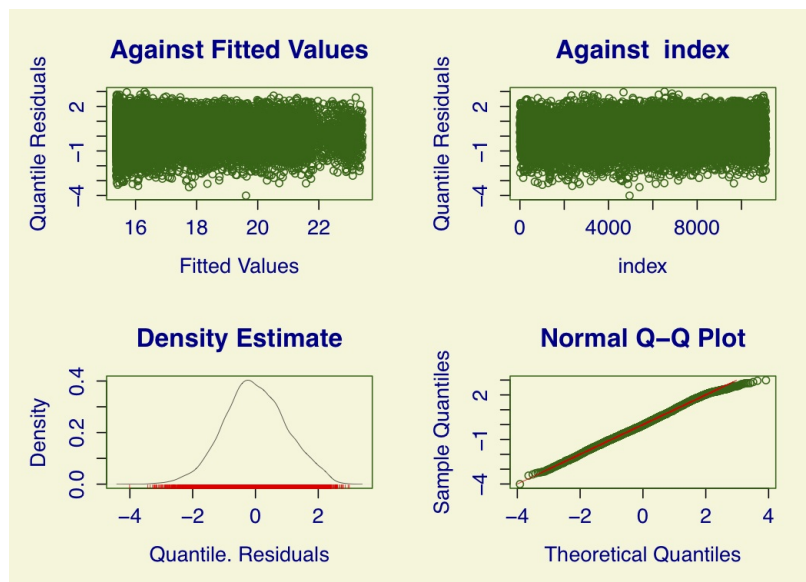 Against Fitted Values
Quantile Residuals
2
−1
−4
16 18 20 22
Fitted Values
Against index
Quantile Residuals
2
−1
−4
0 4000 8000
index
Density Estimate
Density
0.4
0.2
0.0
−4 −2 0 2
Quantile. Residuals
Normal Q−Q Plot
Sample Quantiles
2
−1
−4
−4 −2 0 2 4
Theoretical Quantiles